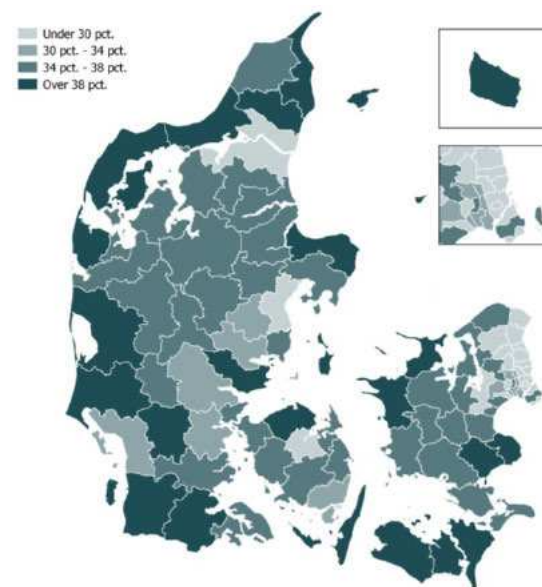 Under 30 pct.
30 pct. - 34 pct.
34 pct. - 38 pct.
Over 38 pct.